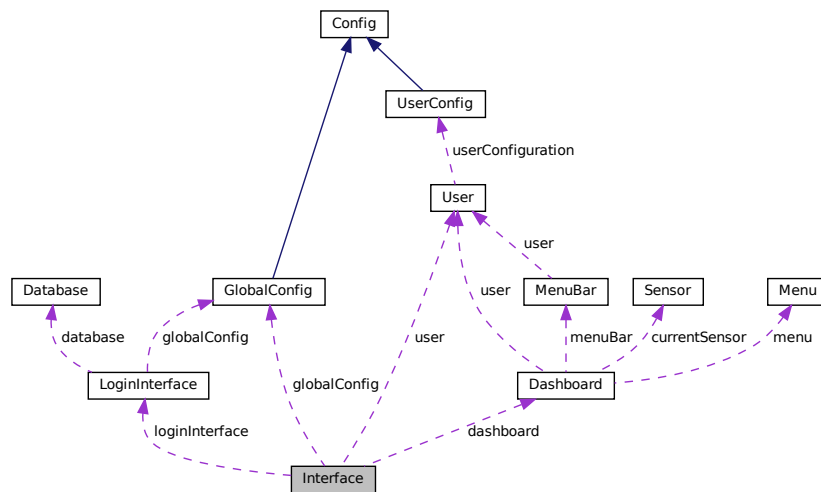 Config
UserConfig
userConfiguration
User
user
Database
GlobalConfig
user
MenuBar
Sensor
Menu
database
globalConfig
user
menuBar
currentSensor
menu
LoginInterface
globalConfig
Dashboard
loginInterface
dashboard
Interface